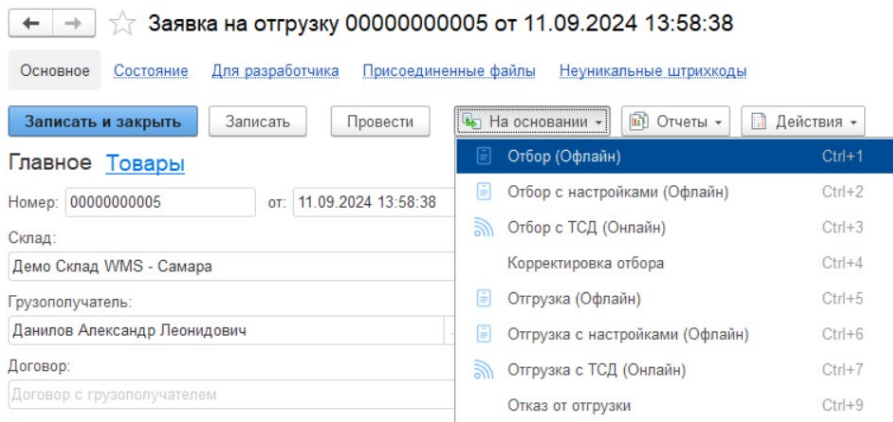 Заявка на отгрузку 00000000005 от 11.09.2024 13:58:38
Основное Состояние Для разработчика Присоединенные файлы Неуникальные штрихкоды
Записать и закрыть Записать Провести На основании Отчеты Действия
Главное Товары
Номер: 00000000005 от: 11.09.2024 13:58:38
Склад:
Демо Склад WMS - Самара
Грузополучатель:
Данилов Александр Леонидович
Договор:
Договор с грузополучателем
Отбор (Офлайн) Ctrl+1
Отбор с настройками (Офлайн) Ctrl+2
Отбор с ТСД (Онлайн) Ctrl+3
Корректировка отбора Ctrl+4
Отгрузка (Офлайн) Ctrl+5
Отгрузка с настройками (Офлайн) Ctrl+6
Отгрузка с ТСД (Онлайн) Ctrl+7
Отказ от отгрузки Ctrl+9